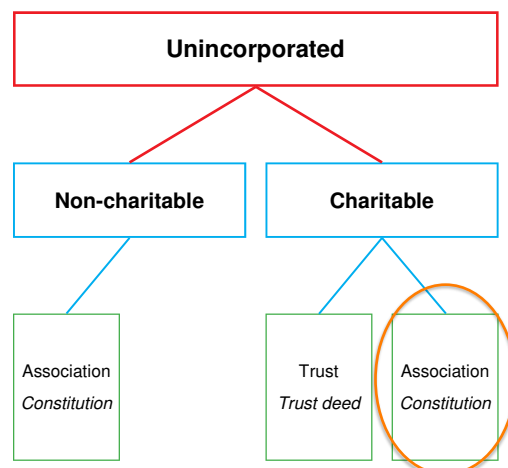 Unincorporated
Non-charitable
Charitable
Association
Constitution
Trust
Trust deed
Association
Constitution